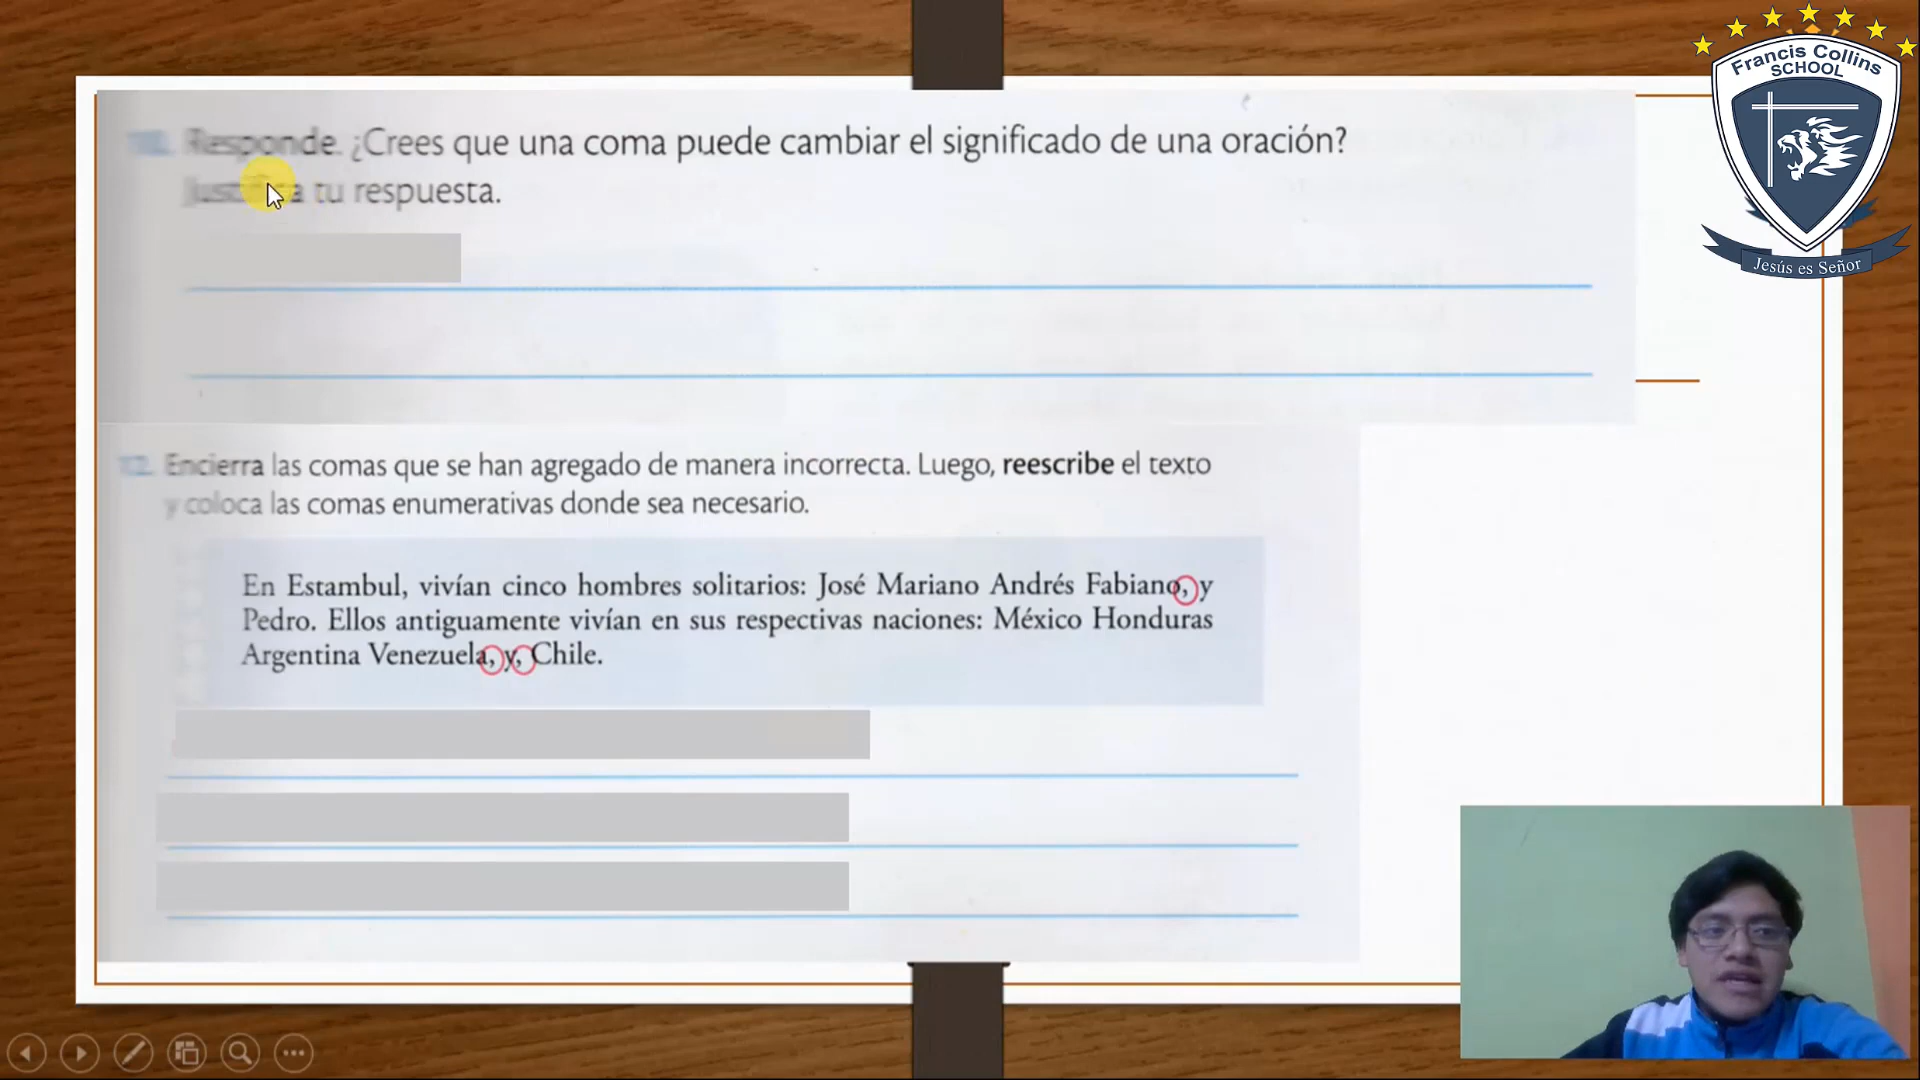 Francis Collins
SCHOOL
Jesús es Señor
Responde. ¿Crees que una coma puede cambiar el significado de una oración?
Justifica tu respuesta.
12. Encierra las comas que se han agregado de manera incorrecta. Luego, reescribe el texto
y coloca las comas enumerativas donde sea necesario.
En Estambul, vivían cinco hombres solitarios: José Mariano Andrés Fabiano, y
Pedro. Ellos antiguamente vivían en sus respectivas naciones: México Honduras
Argentina Venezuela, y, Chile.